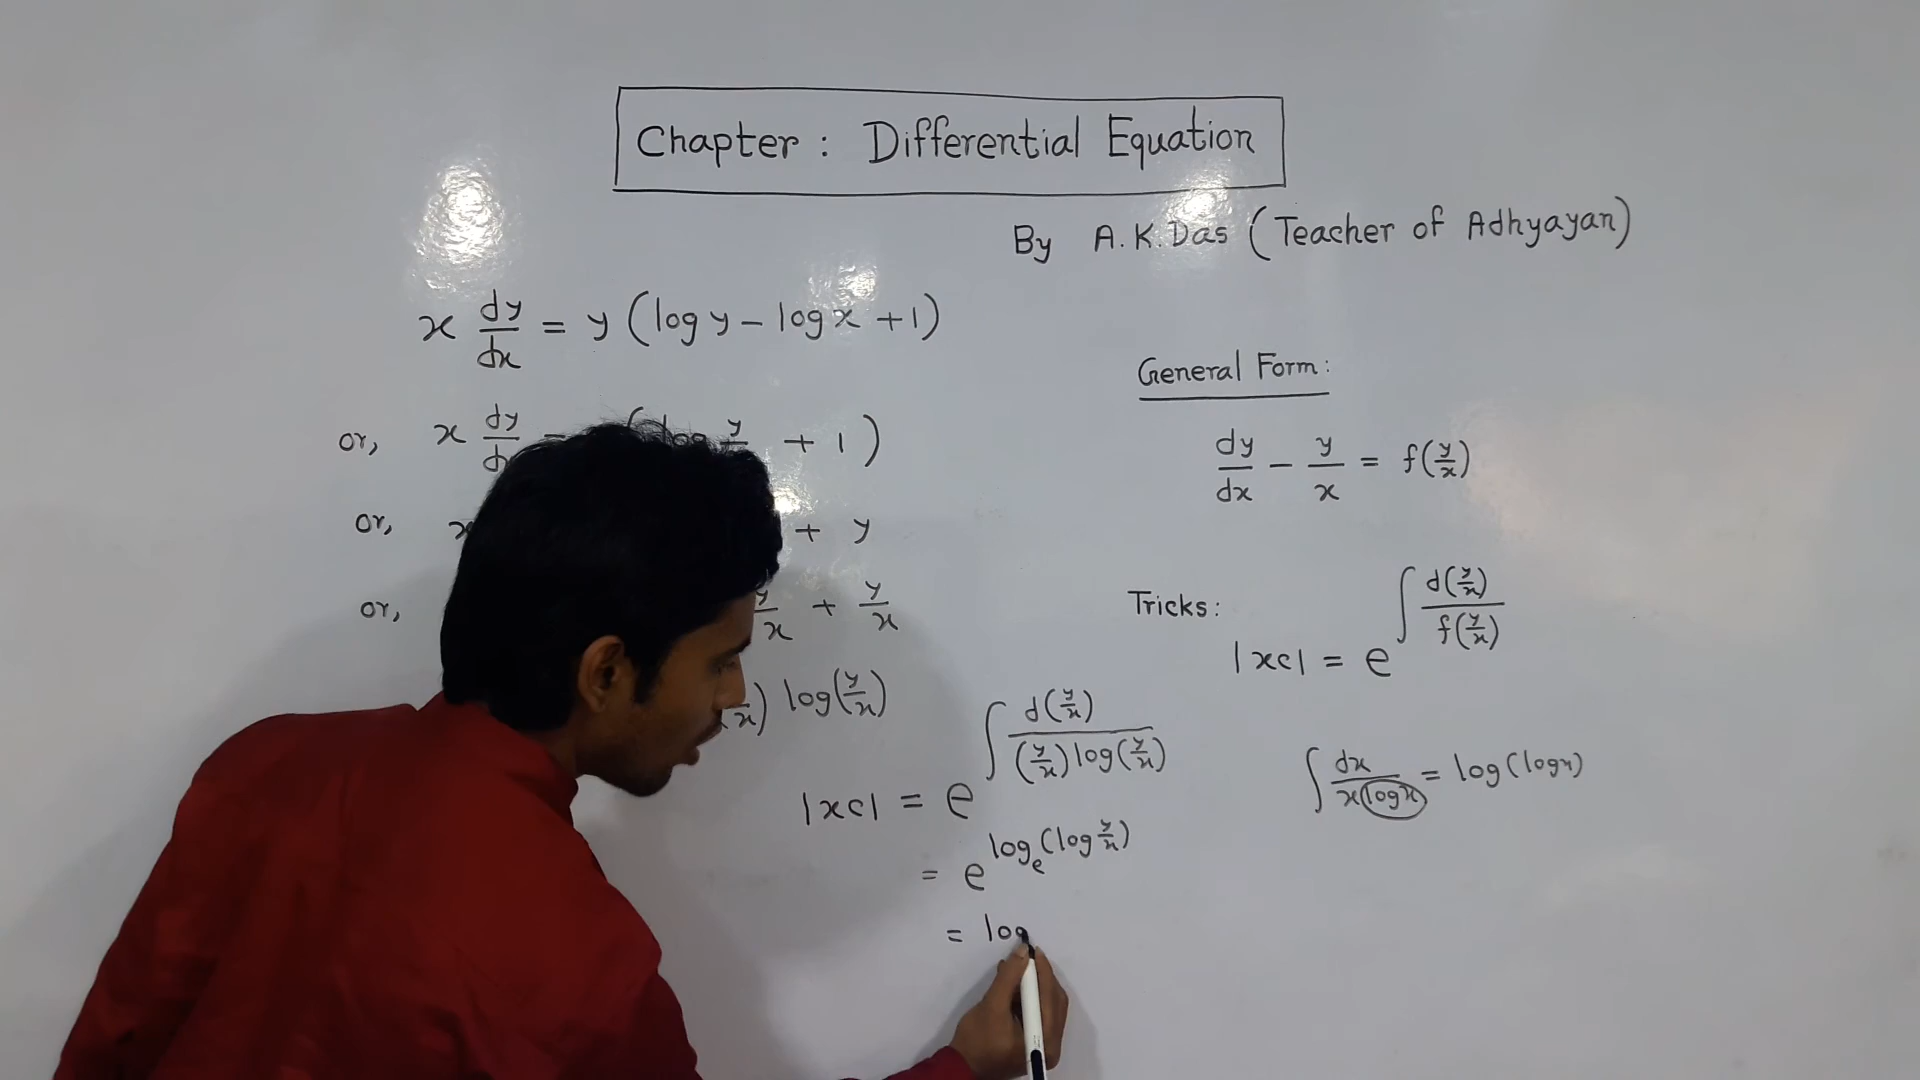 Chapter : Differential Equation
By A.K.Das (Teacher of Adhyayan)
x dy/dx = y (log y - log x + 1)
or, x dy/ + 1 )
or, x + y
or, y/x + y/x
x) log(y/x)
|xc| = e^∫ d(y/x) / (y/x) log(y/x)
= e^log_e(log y/x)
= log
General Form:
dy/dx - y/x = f(y/x)
Tricks: |xc| = e^∫ d(y/x) / f(y/x)
∫ dx / x log x = log(log x)